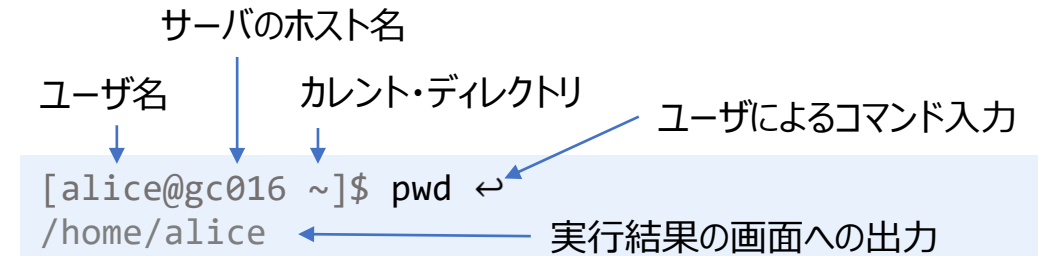 サーバのホスト名
ユーザ名
カレント・ディレクトリ
ユーザによるコマンド入力
[alice@gc016 ~]$ pwd ↩
/home/alice
実行結果の画面への出力